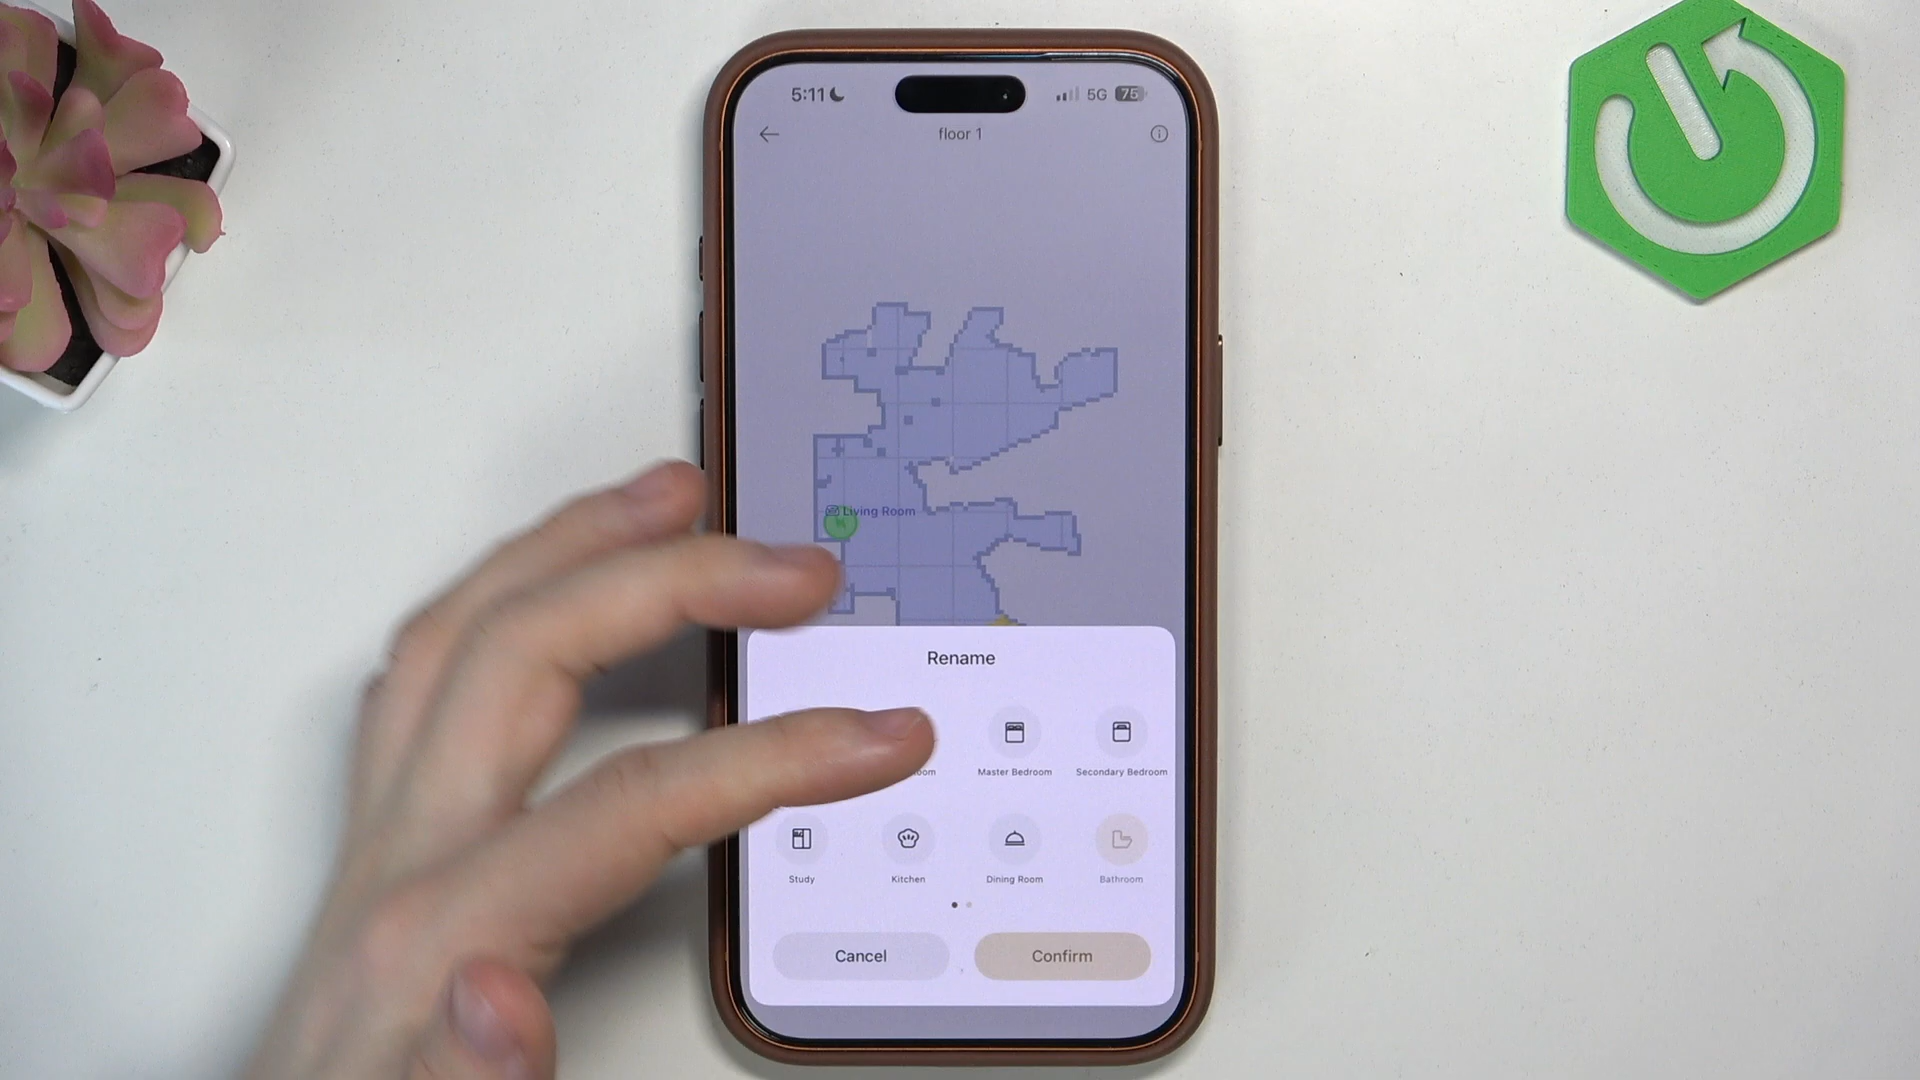 5:11
5G
75
floor 1
Living Room
Rename
Master Bedroom
Secondary Bedroom
Study
Kitchen
Dining Room
Bathroom
Cancel
Confirm